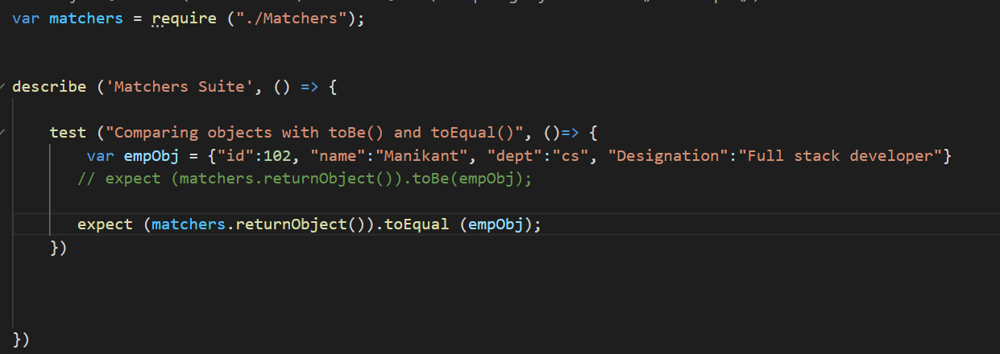 var matchers = require ("./Matchers");
describe ('Matchers Suite', () => {
test ("Comparing objects with toBe() and toEqual()", ()=> {
var empObj = {"id":102, "name":"Manikant", "dept":"cs", "Designation":"Full stack developer"}
// expect (matchers.returnObject()).toBe(empObj);
expect (matchers.returnObject()).toEqual (empObj);
})
})